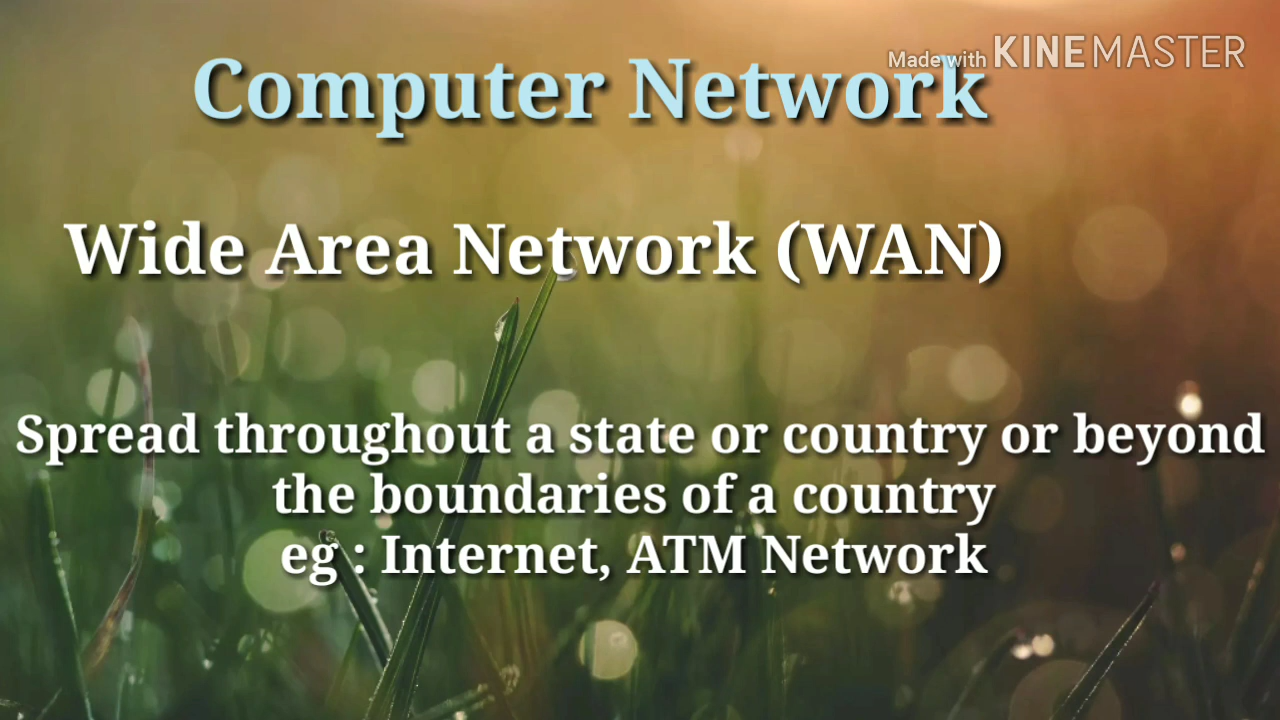 Made with KINEMASTER
Computer Network
Wide Area Network (WAN)
Spread throughout a state or country or beyond
the boundaries of a country
eg : Internet, ATM Network